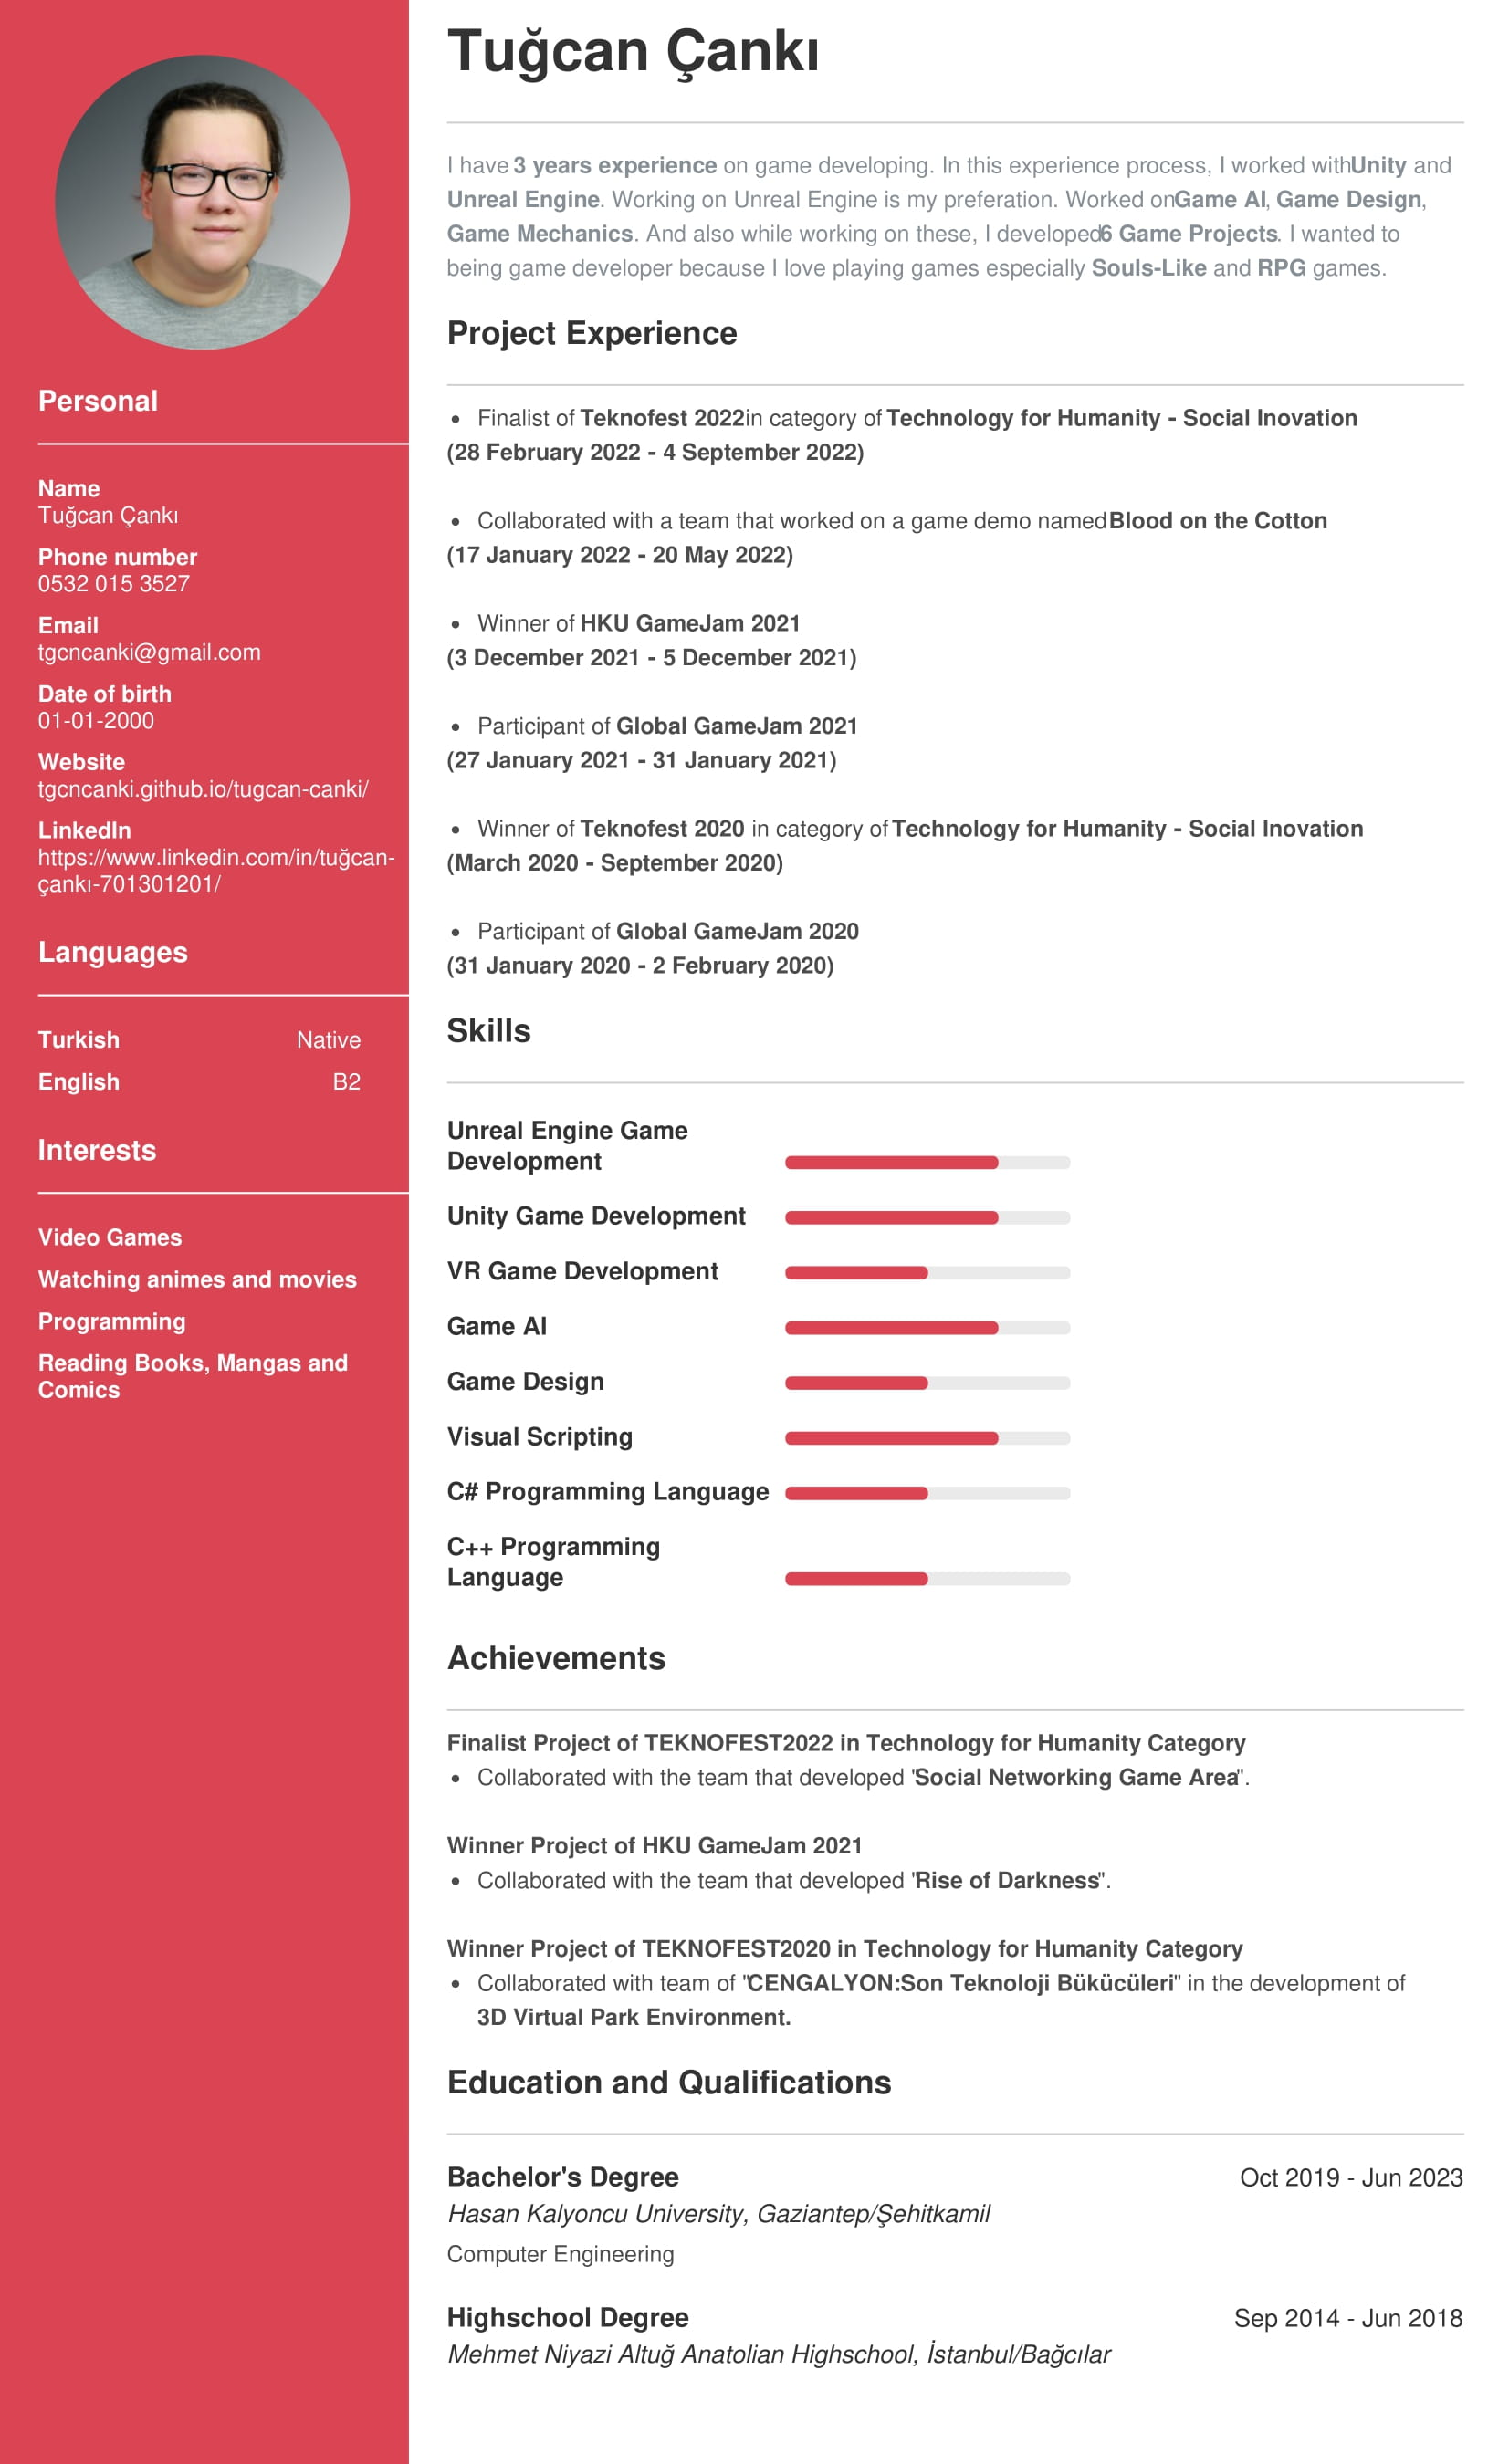 Tuğcan Çankı
I have 3 years experience on game developing. In this experience process, I worked with Unity and
Unreal Engine. Working on Unreal Engine is my preferation. Worked on Game AI, Game Design,
Game Mechanics. And also while working on these, I developed 6 Game Projects. I wanted to
being game developer because I love playing games especially Souls-Like and RPG games.
Personal
Name
Tuğcan Çankı
Phone number
0532 015 3527
Email
tgcncanki@gmail.com
Date of birth
01-01-2000
Website
tgcncanki.github.io/tugcan-canki/
LinkedIn
https://www.linkedin.com/in/tuğcan-
çankı-701301201/
Languages
Turkish Native
English B2
Interests
Video Games
Watching animes and movies
Programming
Reading Books, Mangas and
Comics
Project Experience
• Finalist of Teknofest 2022 in category of Technology for Humanity - Social Inovation
(28 February 2022 - 4 September 2022)
• Collaborated with a team that worked on a game demo named Blood on the Cotton
(17 January 2022 - 20 May 2022)
• Winner of HKU GameJam 2021
(3 December 2021 - 5 December 2021)
• Participant of Global GameJam 2021
(27 January 2021 - 31 January 2021)
• Winner of Teknofest 2020 in category of Technology for Humanity - Social Inovation
(March 2020 - September 2020)
• Participant of Global GameJam 2020
(31 January 2020 - 2 February 2020)
Skills
Unreal Engine Game
Development
Unity Game Development
VR Game Development
Game AI
Game Design
Visual Scripting
C# Programming Language
C++ Programming
Language
Achievements
Finalist Project of TEKNOFEST2022 in Technology for Humanity Category
• Collaborated with the team that developed "Social Networking Game Area".
Winner Project of HKU GameJam 2021
• Collaborated with the team that developed "Rise of Darkness".
Winner Project of TEKNOFEST2020 in Technology for Humanity Category
• Collaborated with team of "CENGALYON:Son Teknoloji Bükücüleri" in the development of
3D Virtual Park Environment.
Education and Qualifications
Bachelor's Degree Oct 2019 - Jun 2023
Hasan Kalyoncu University, Gaziantep/Şehitkamil
Computer Engineering
Highschool Degree Sep 2014 - Jun 2018
Mehmet Niyazi Altuğ Anatolian Highschool, İstanbul/Bağcılar